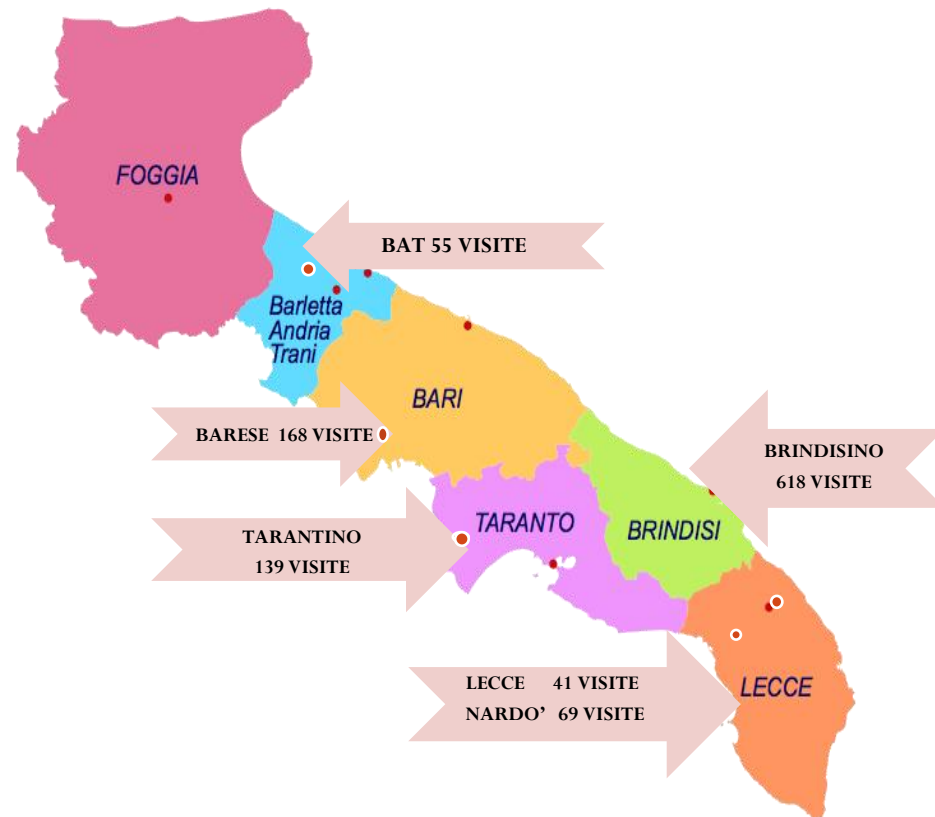 FOGGIA
BAT 55 VISITE
Barletta
Andria
Trani
BARI
BARESE 168 VISITE
BRINDISINO
618 VISITE
TARANTO
TARANTINO
139 VISITE
BRINDISI
LECCE 41 VISITE
NARDO’ 69 VISITE
LECCE